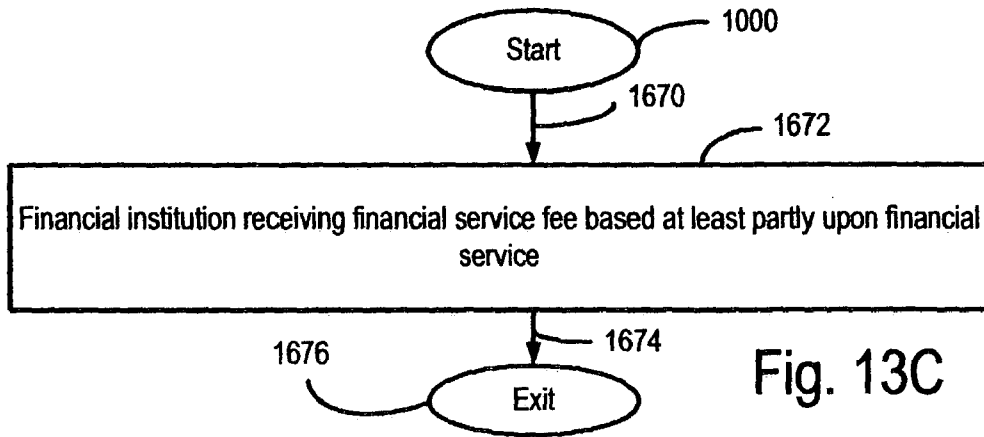 Start
1000
1670
1672
Financial institution receiving financial service fee based at least partly upon financial
service
1674
1676
Exit
Fig. 13C